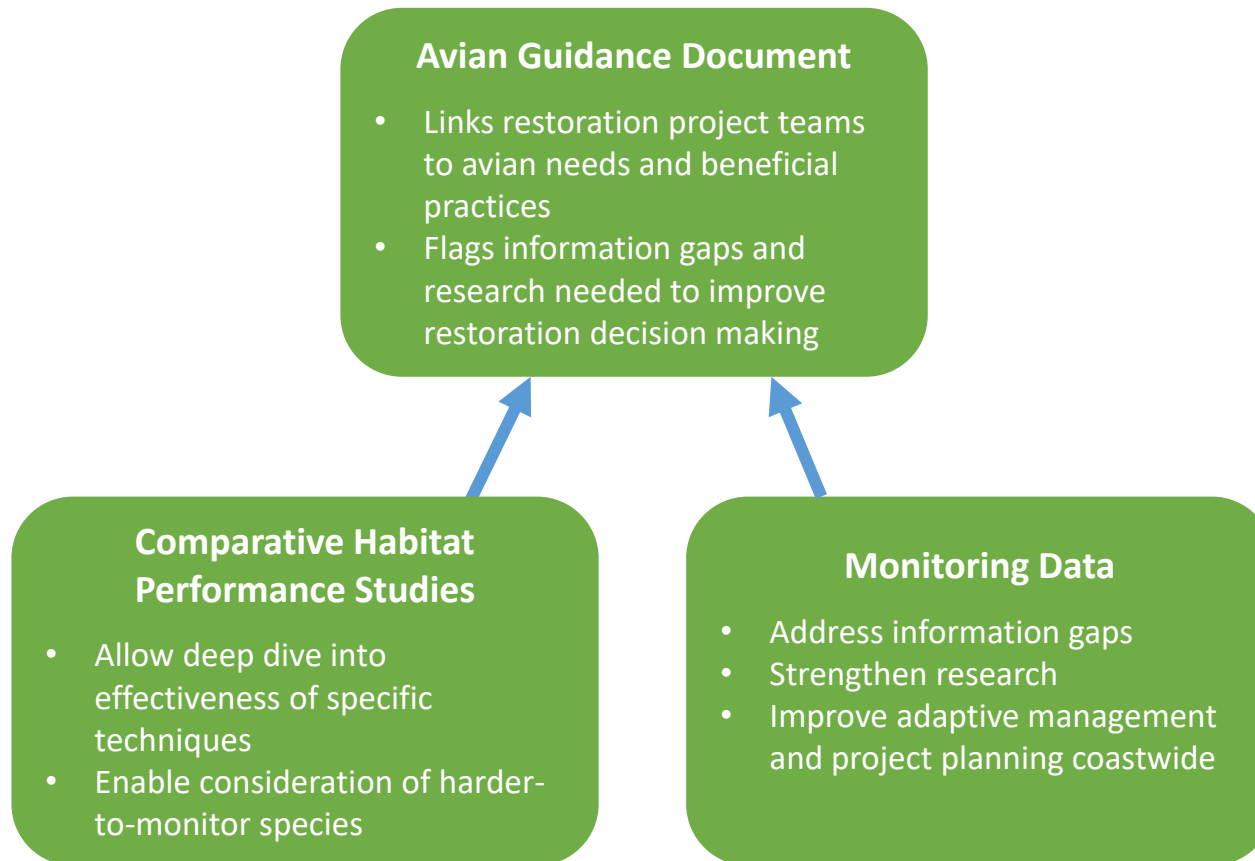 Avian Guidance Document
• Links restoration project teams
to avian needs and beneficial
practices
• Flags information gaps and
research needed to improve
restoration decision making
Comparative Habitat
Performance Studies
• Allow deep dive into
effectiveness of specific
techniques
• Enable consideration of harder-
to-monitor species
Monitoring Data
• Address information gaps
• Strengthen research
• Improve adaptive management
and project planning coastwide